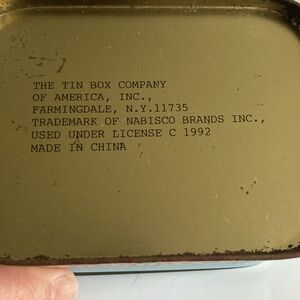 THE TIN BOX COMPANY
OF AMERICA, INC.,
FARMINGDALE, N.Y.11735
TRADEMARK OF NABISCO BRANDS INC.,
USED UNDER LICENSE C 1992
MADE IN CHINA